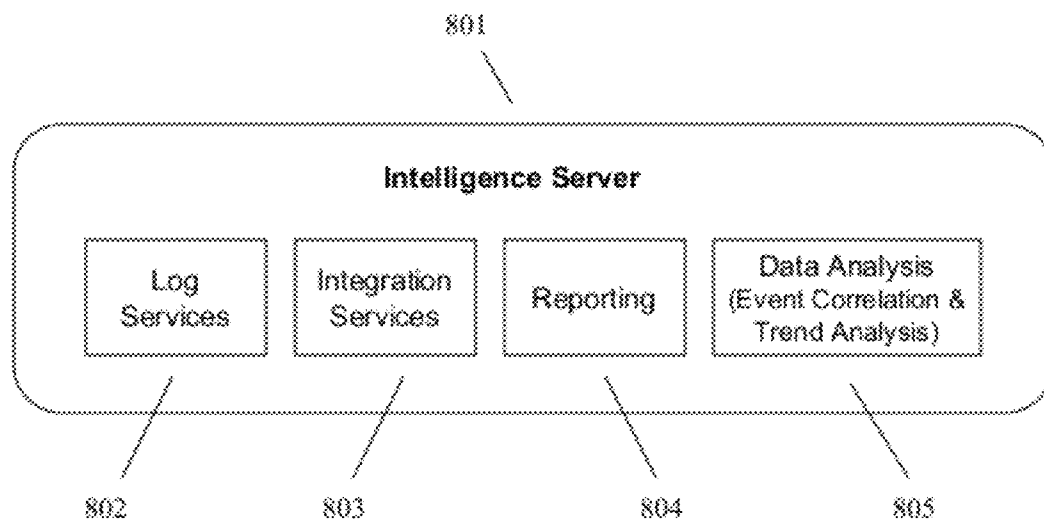 801
Intelligence Server
Log
Services
Integration
Services
Reporting
Data Analysis
(Event Correlation &
Trend Analysis)
802
803
804
805